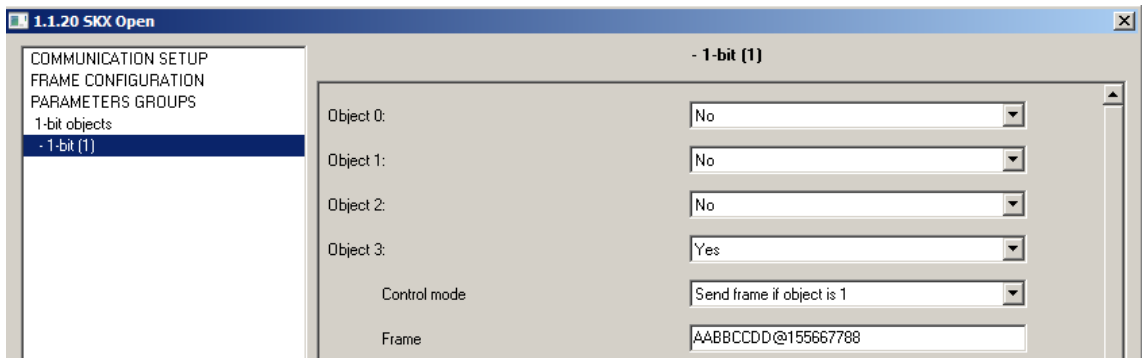 1.1.20 SKX Open
COMMUNICATION SETUP
FRAME CONFIGURATION
PARAMETERS GROUPS
1-bit objects
- 1-bit (1)
- 1-bit (1)
Object 0:
No
Object 1:
No
Object 2:
No
Object 3:
Yes
Control mode
Send frame if object is 1
Frame
AABBCCDD@155667788